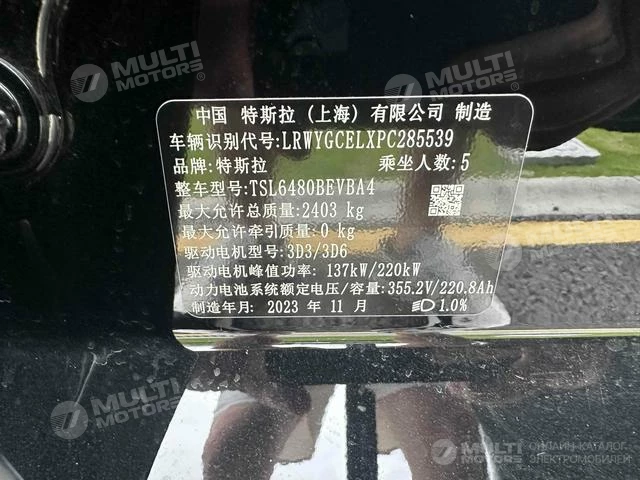 MULTI MOTORS
MULTI MOTORS
中国 特斯拉（上海）有限公司 制造
车辆识别代号:LRWYGCELXPC285539
品牌:特斯拉 乘坐人数:5
整车型号:TSL6480BEVBA4
最大允许总质量:2403 kg
最大允许牵引质量:0 kg
驱动电机型号:3D3/3D6
驱动电机峰值功率: 137kW/220kW
动力电池系统额定电压/容量:355.2V/220.8Ah
制造年月: 2023 年 11 月 1.0%
MULTI MOTORS
MULTI MOTORS
ОНЛАЙН-КАТАЛОГ
ЭЛЕКТРОМОБИЛЕЙ